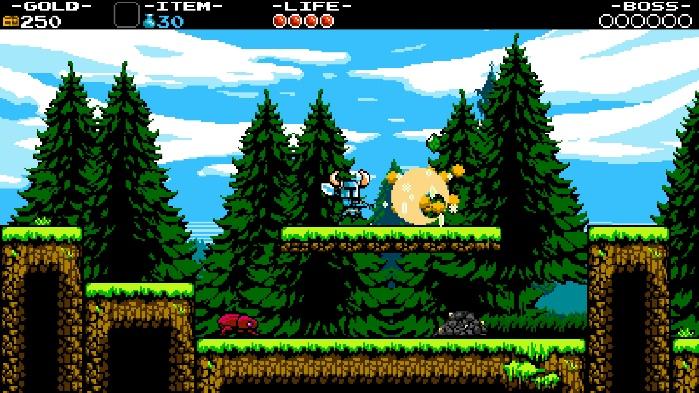 -GOLD- -ITEM- -LIFE- -BOSS-
250 30